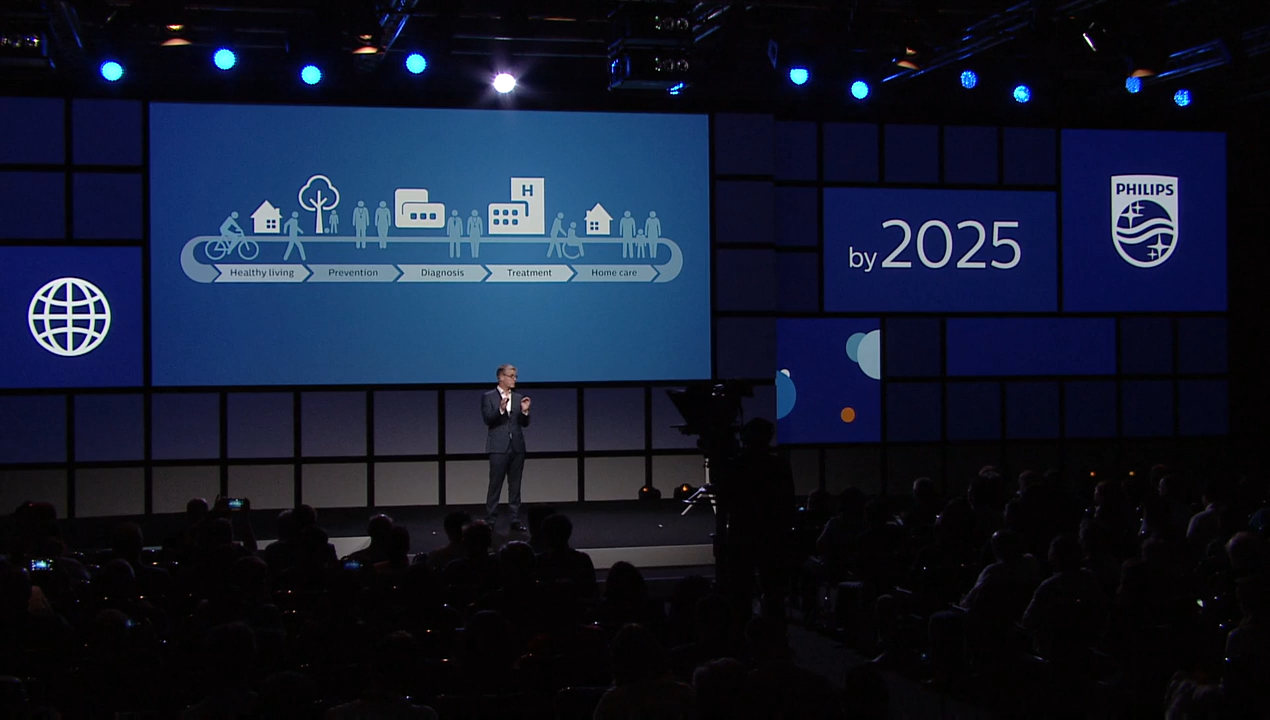 H
Healthy living
Prevention
Diagnosis
Treatment
Home care
by 2025
PHILIPS